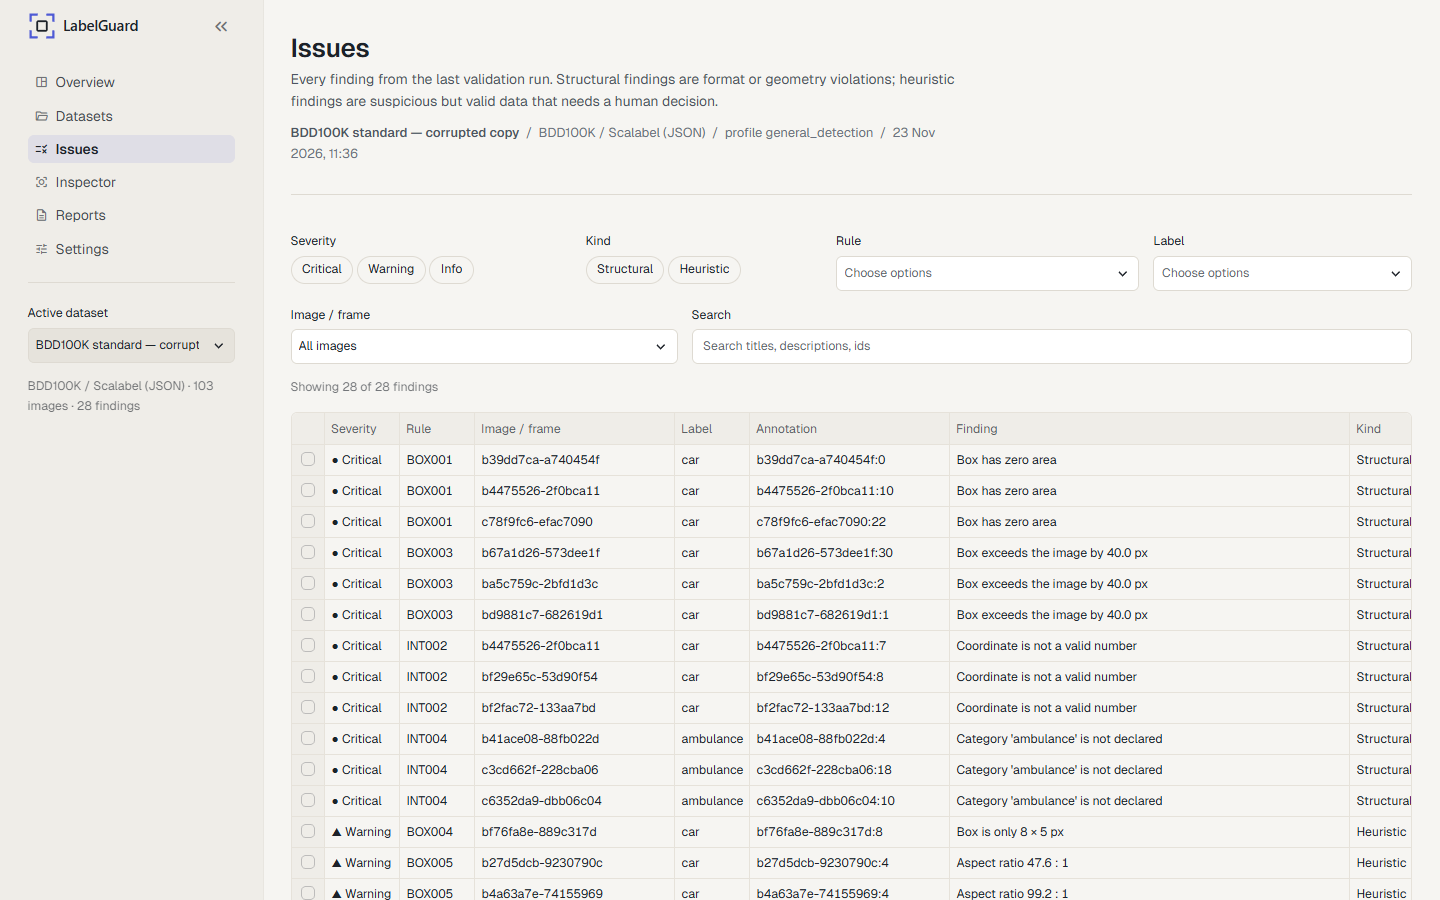 LabelGuard
Overview
Datasets
Issues
Inspector
Reports
Settings
Active dataset
BDD100K standard — corrupt
BDD100K / Scalabel (JSON) · 103
images · 28 findings
Issues
Every finding from the last validation run. Structural findings are format or geometry violations; heuristic
findings are suspicious but valid data that needs a human decision.
BDD100K standard — corrupted copy / BDD100K / Scalabel (JSON) / profile general_detection / 23 Nov
2026, 11:36
Severity Kind Rule Label
Critical Warning Info Structural Heuristic Choose options Choose options
Image / frame Search
All images Search titles, descriptions, ids
Showing 28 of 28 findings
Severity Rule Image / frame Label Annotation Finding Kind
● Critical BOX001 b39dd7ca-a740454f car b39dd7ca-a740454f:0 Box has zero area Structural
● Critical BOX001 b4475526-2f0bca11 car b4475526-2f0bca11:10 Box has zero area Structural
● Critical BOX001 c78f9fc6-efac7090 car c78f9fc6-efac7090:22 Box has zero area Structural
● Critical BOX003 b67a1d26-573dee1f car b67a1d26-573dee1f:30 Box exceeds the image by 40.0 px Structural
● Critical BOX003 ba5c759c-2bfd1d3c car ba5c759c-2bfd1d3c:2 Box exceeds the image by 40.0 px Structural
● Critical BOX003 bd9881c7-682619d1 car bd9881c7-682619d1:1 Box exceeds the image by 40.0 px Structural
● Critical INT002 b4475526-2f0bca11 car b4475526-2f0bca11:7 Coordinate is not a valid number Structural
● Critical INT002 bf29e65c-53d90f54 car bf29e65c-53d90f54:8 Coordinate is not a valid number Structural
● Critical INT002 bf2fac72-133aa7bd car bf2fac72-133aa7bd:12 Coordinate is not a valid number Structural
● Critical INT004 b41ace08-88fb022d ambulance b41ace08-88fb022d:4 Category 'ambulance' is not declared Structural
● Critical INT004 c3cd662f-228cba06 ambulance c3cd662f-228cba06:18 Category 'ambulance' is not declared Structural
● Critical INT004 c6352da9-dbb06c04 ambulance c6352da9-dbb06c04:10 Category 'ambulance' is not declared Structural
▲ Warning BOX004 bf76fa8e-889c317d car bf76fa8e-889c317d:8 Box is only 8 × 5 px Heuristic
▲ Warning BOX005 b27d5dcb-9230790c car b27d5dcb-9230790c:4 Aspect ratio 47.6 : 1 Heuristic
▲ Warning BOX005 b4a63a7e-74155969 car b4a63a7e-74155969:4 Aspect ratio 99.2 : 1 Heuristic